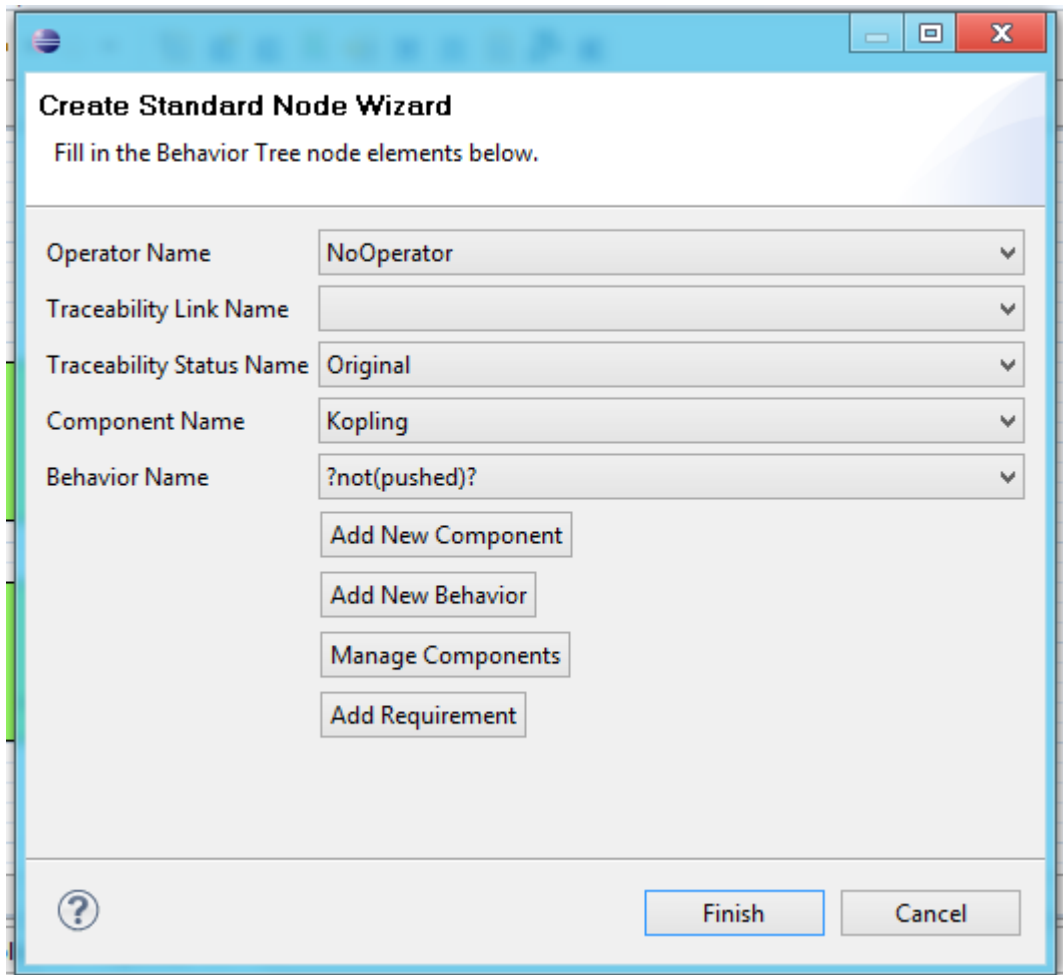 Create Standard Node Wizard
Fill in the Behavior Tree node elements below.
Operator Name NoOperator
Traceability Link Name
Traceability Status Name Original
Component Name Kopling
Behavior Name ?not(pushed)?
Add New Component
Add New Behavior
Manage Components
Add Requirement
Finish Cancel